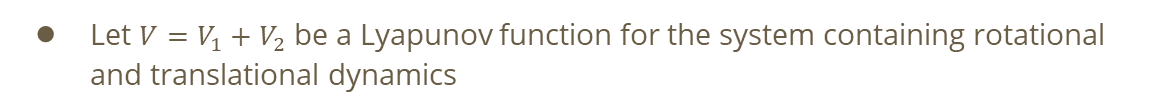 ● Let 𝑉 = 𝑉₁ + 𝑉₂ be a Lyapunov function for the system containing rotational
and translational dynamics